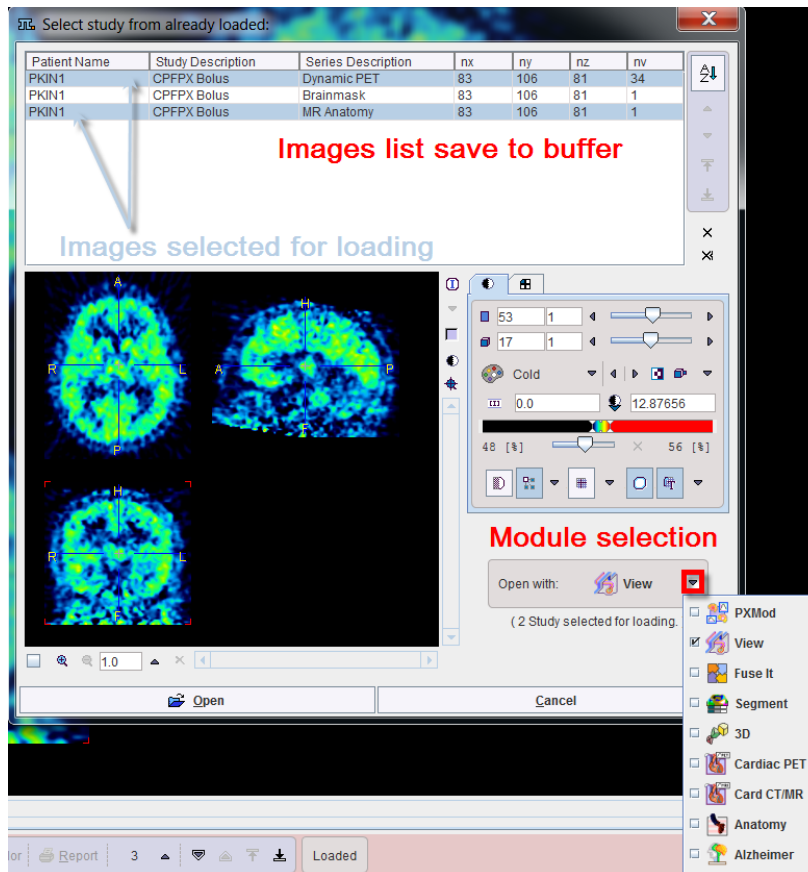 Select study from already loaded:
Patient Name Study Description Series Description nx ny nz nv
PKIN1 CPFPX Bolus Dynamic PET 83 106 81 34
PKIN1 CPFPX Bolus Brainmask 83 106 81 1
PKIN1 CPFPX Bolus MR Anatomy 83 106 81 1
Images list save to buffer
Images selected for loading
A
R L
P
H
A P
F
H
R L
F
53 1
17 1
Cold
0.0 12.87656
48 [%] 56 [%]
Module selection
Open with: View
( 2 Study selected for loading.
PXMod
View
Fuse It
Segment
3D
Cardiac PET
Card CT/MR
Anatomy
Alzheimer
1.0
Open Cancel
Report 3 Loaded